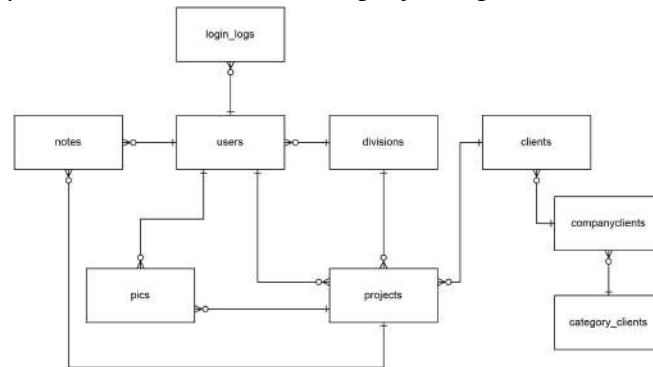 login_logs
notes
users
divisions
clients
companyclients
pics
projects
category_clients